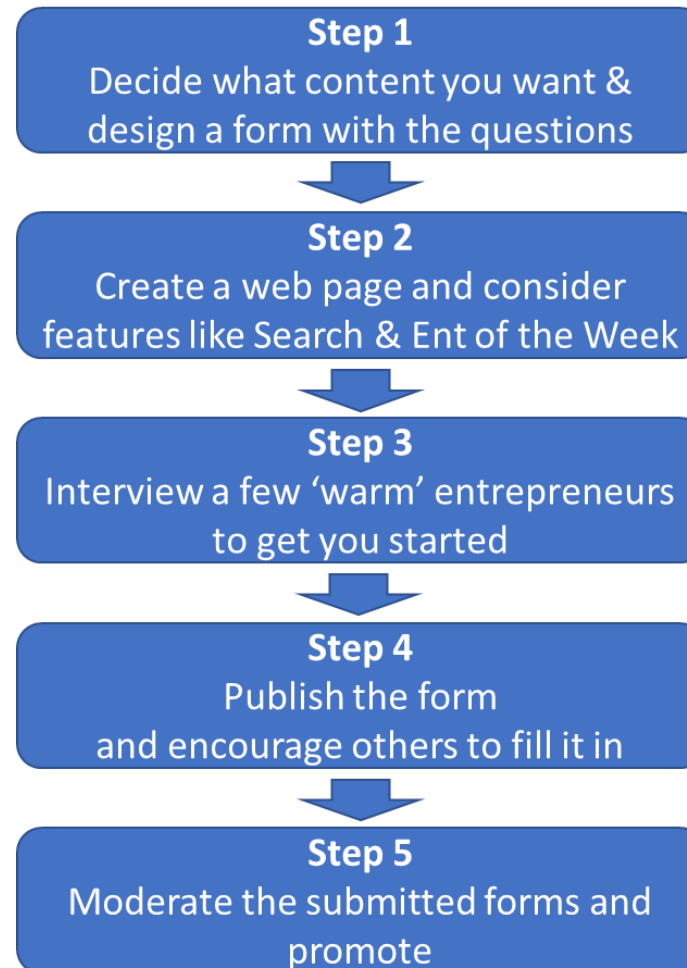 Step 1
Decide what content you want &
design a form with the questions
Step 2
Create a web page and consider
features like Search & Ent of the Week
Step 3
Interview a few ‘warm’ entrepreneurs
to get you started
Step 4
Publish the form
and encourage others to fill it in
Step 5
Moderate the submitted forms and
promote